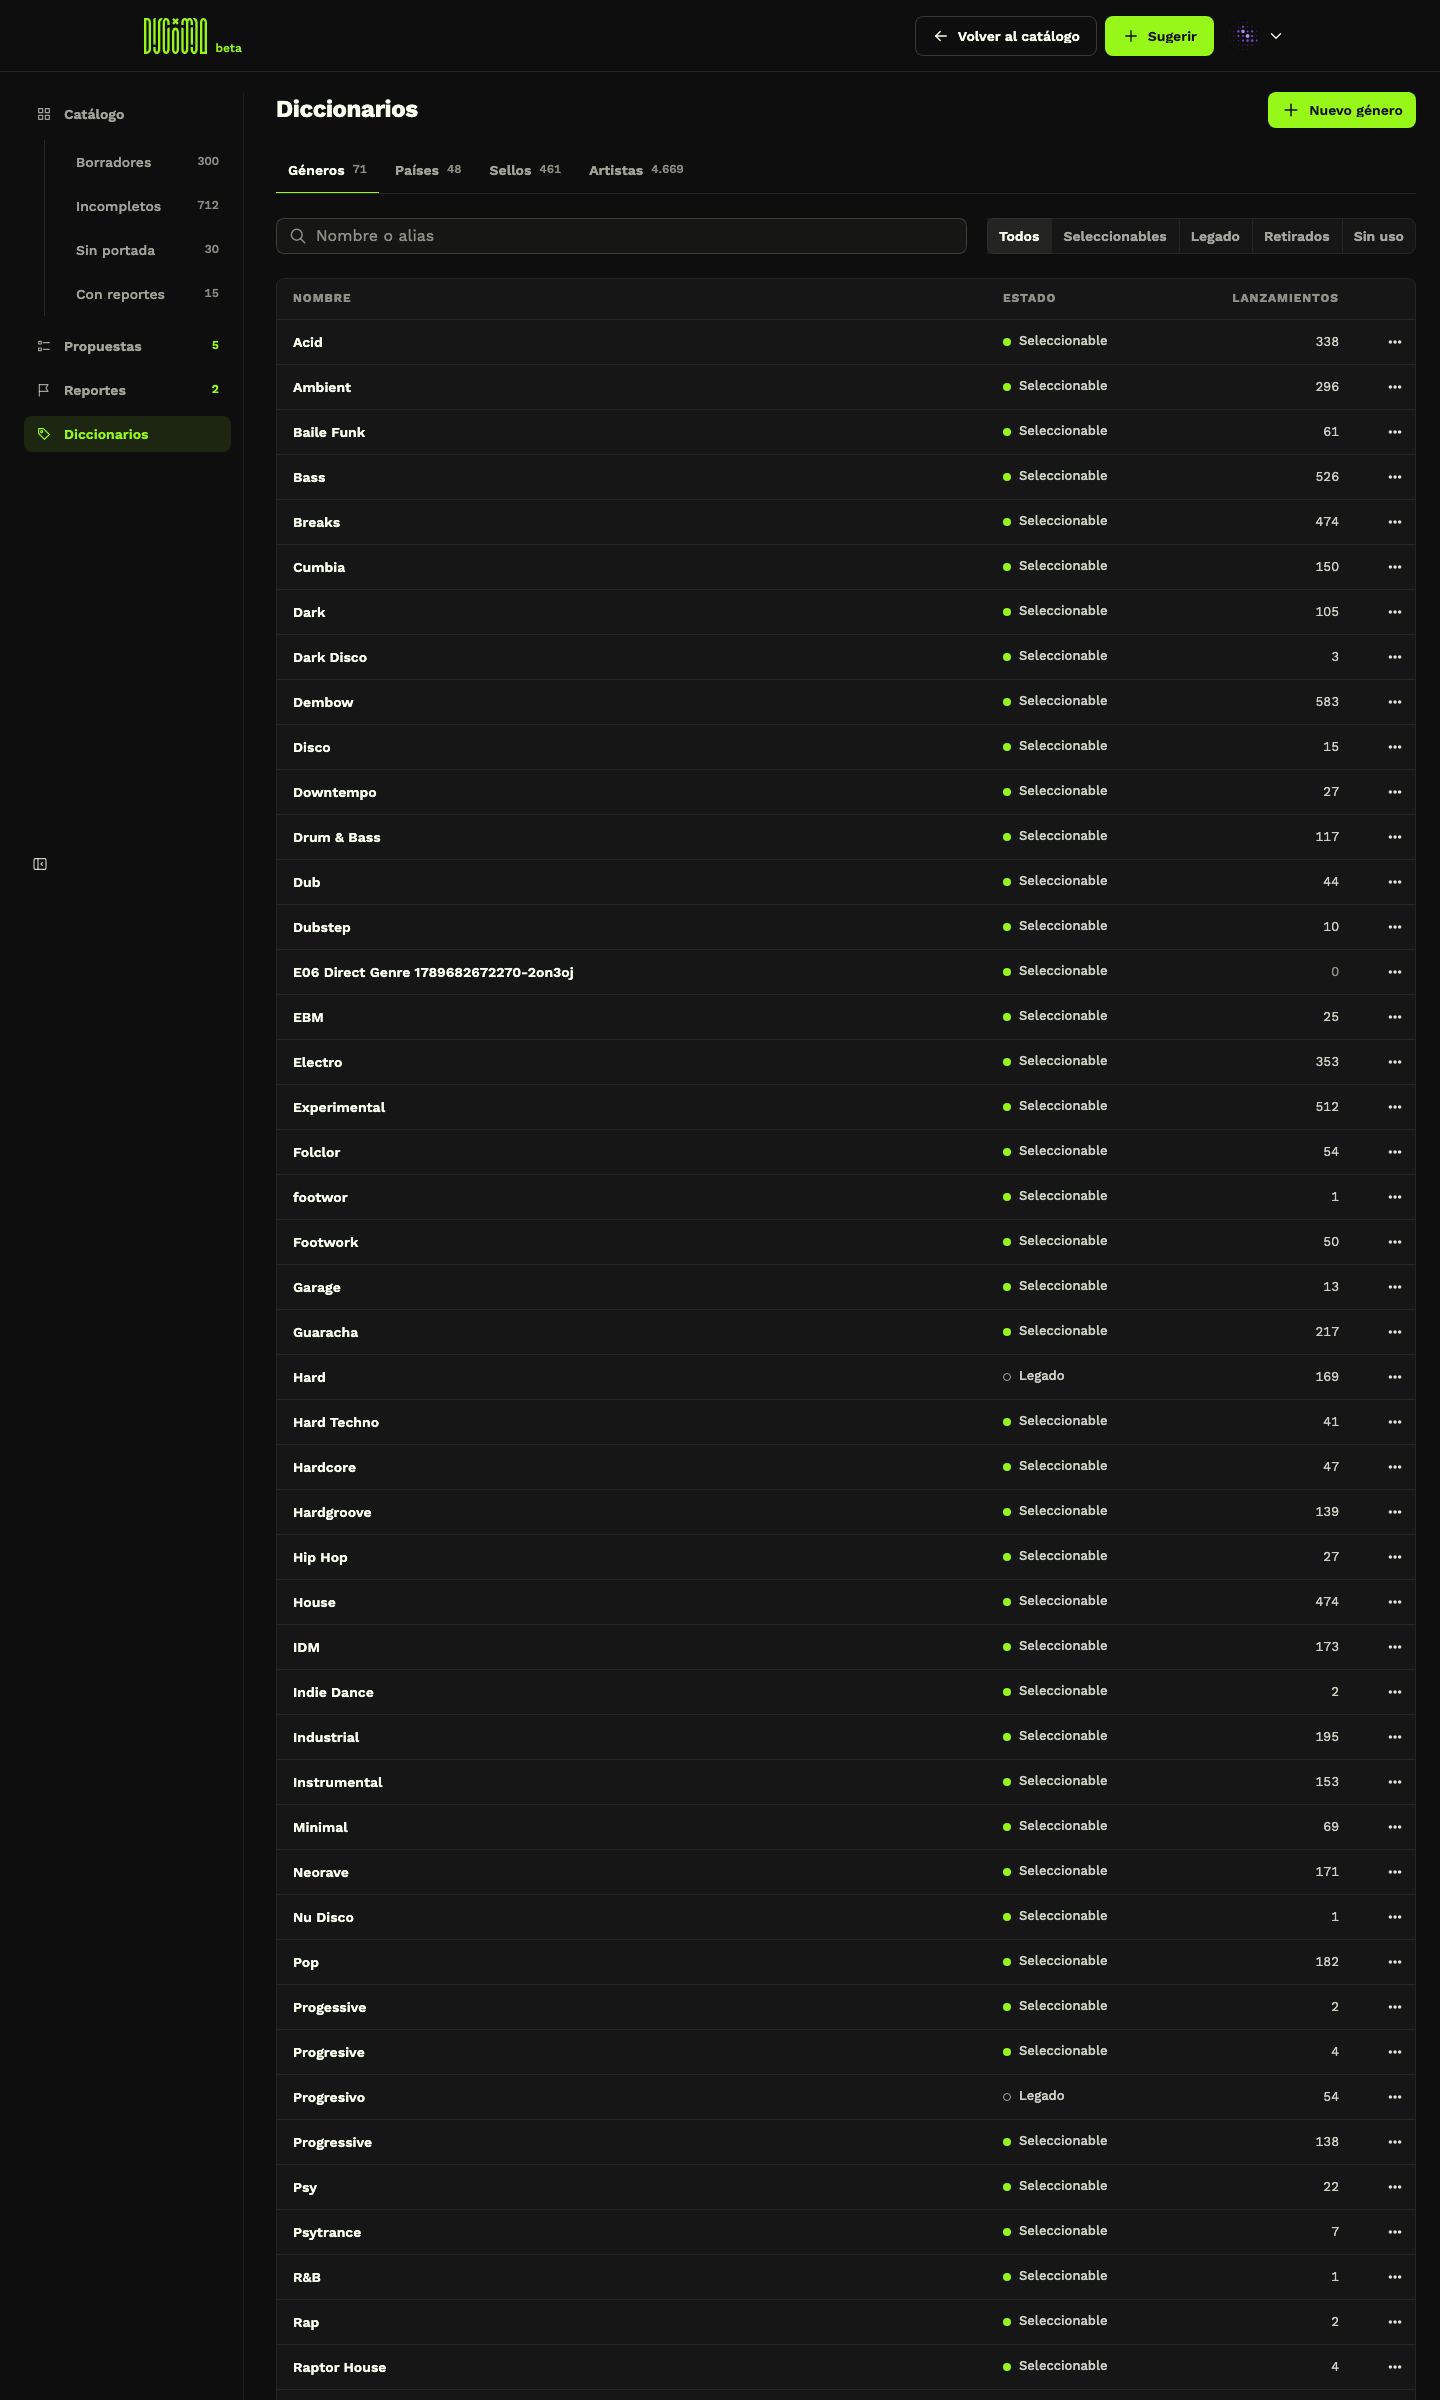 beta
Volver al catálogo
Sugerir
Catálogo
Borradores 300
Incompletos 712
Sin portada 30
Con reportes 15
Propuestas 5
Reportes 2
Diccionarios
Diccionarios
Nuevo género
Géneros 71 Países 48 Sellos 461 Artistas 4.669
Nombre o alias
Todos Seleccionables Legado Retirados Sin uso
NOMBRE ESTADO LANZAMIENTOS
Acid Seleccionable 338
Ambient Seleccionable 296
Baile Funk Seleccionable 61
Bass Seleccionable 526
Breaks Seleccionable 474
Cumbia Seleccionable 150
Dark Seleccionable 105
Dark Disco Seleccionable 3
Dembow Seleccionable 583
Disco Seleccionable 15
Downtempo Seleccionable 27
Drum & Bass Seleccionable 117
Dub Seleccionable 44
Dubstep Seleccionable 10
E06 Direct Genre 1789682672270-2on3oj Seleccionable 0
EBM Seleccionable 25
Electro Seleccionable 353
Experimental Seleccionable 512
Folclor Seleccionable 54
footwor Seleccionable 1
Footwork Seleccionable 50
Garage Seleccionable 13
Guaracha Seleccionable 217
Hard Legado 169
Hard Techno Seleccionable 41
Hardcore Seleccionable 47
Hardgroove Seleccionable 139
Hip Hop Seleccionable 27
House Seleccionable 474
IDM Seleccionable 173
Indie Dance Seleccionable 2
Industrial Seleccionable 195
Instrumental Seleccionable 153
Minimal Seleccionable 69
Neorave Seleccionable 171
Nu Disco Seleccionable 1
Pop Seleccionable 182
Progessive Seleccionable 2
Progresive Seleccionable 4
Progresivo Legado 54
Progressive Seleccionable 138
Psy Seleccionable 22
Psytrance Seleccionable 7
R&B Seleccionable 1
Rap Seleccionable 2
Raptor House Seleccionable 4